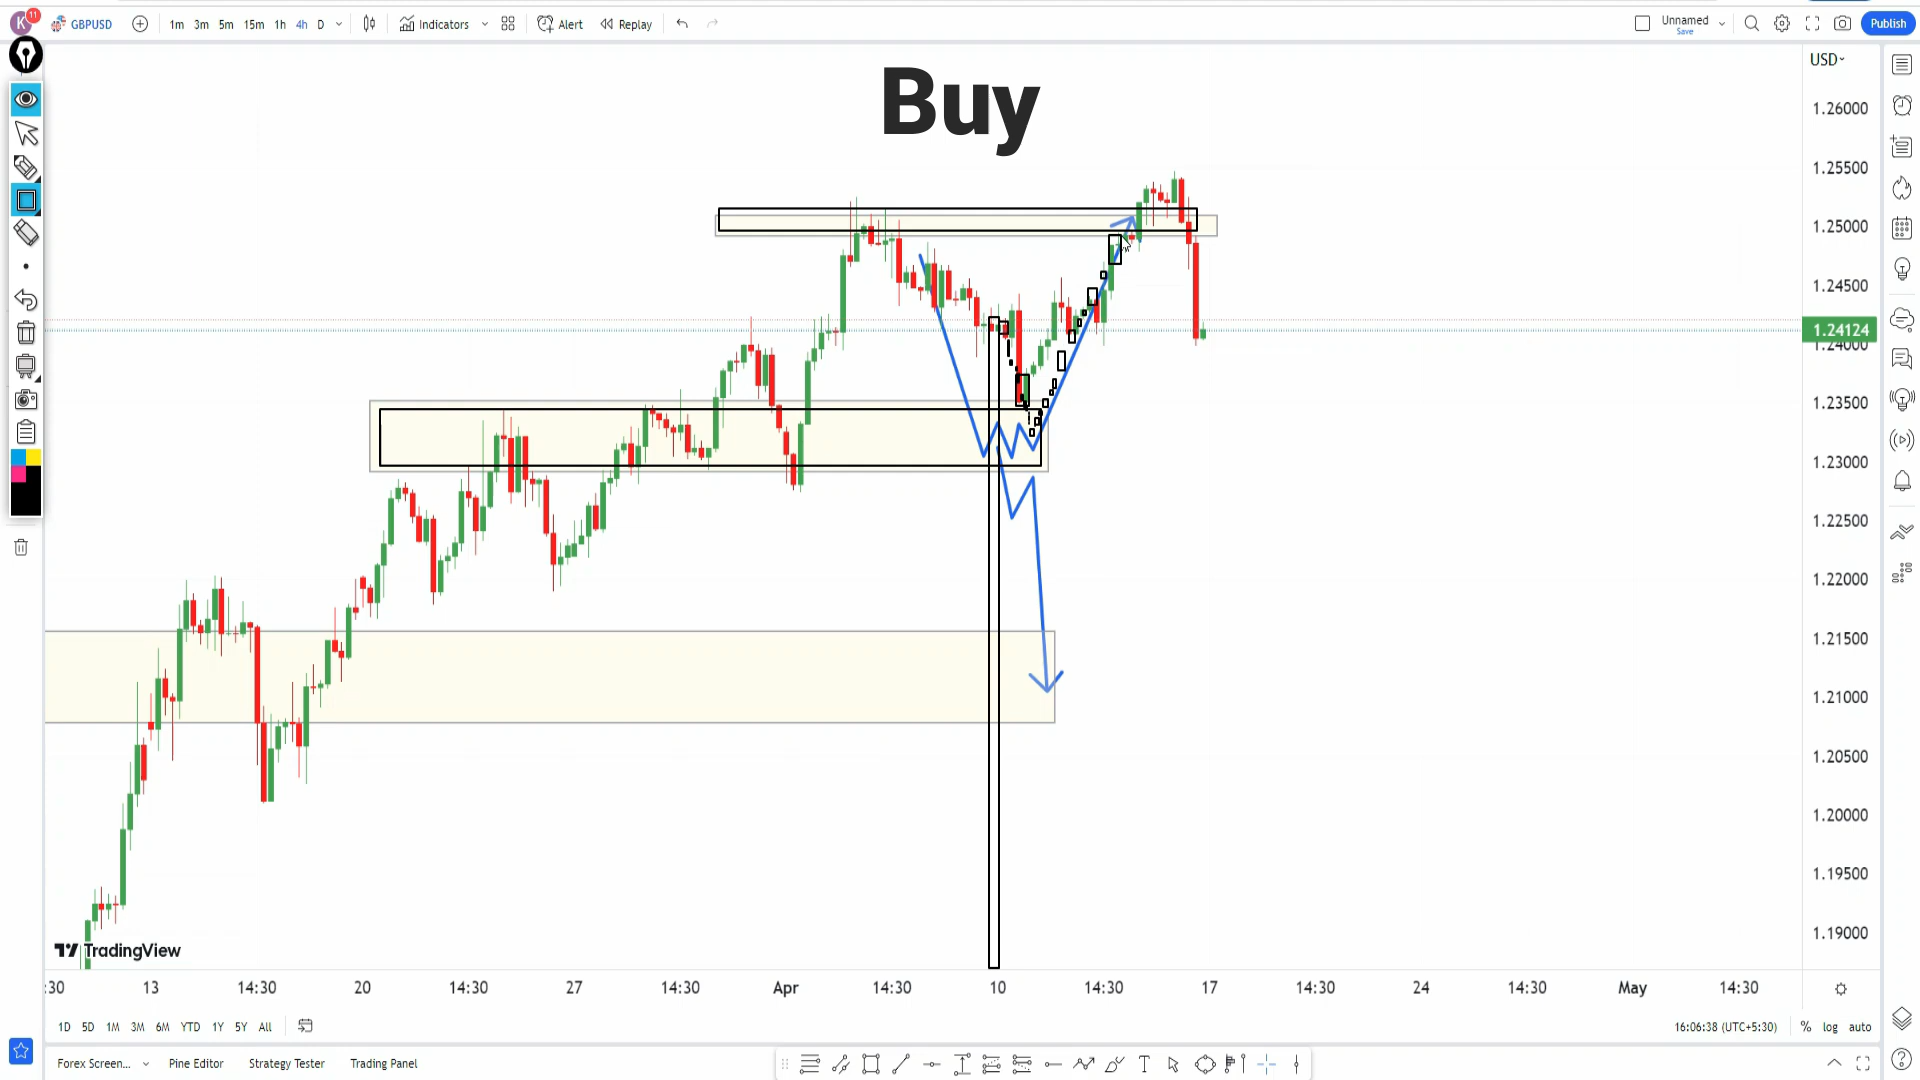 K 11 GBPUSD 1m 3m 5m 15m 1h 4h D Indicators Alert Replay Unnamed Save Publish
USD
Buy
1.26000
1.25500
1.25000
1.24500
1.24124
1.24000
1.23500
1.23000
1.22500
1.22000
1.21500
1.21000
1.20500
1.20000
1.19500
1.19000
TradingView
:30 13 14:30 20 14:30 27 14:30 Apr 14:30 10 14:30 17 14:30 24 14:30 May 14:30
1D 5D 1M 3M 6M YTD 1Y 5Y All 16:06:38 (UTC+5:30) % log auto
Forex Screen... Pine Editor Strategy Tester Trading Panel